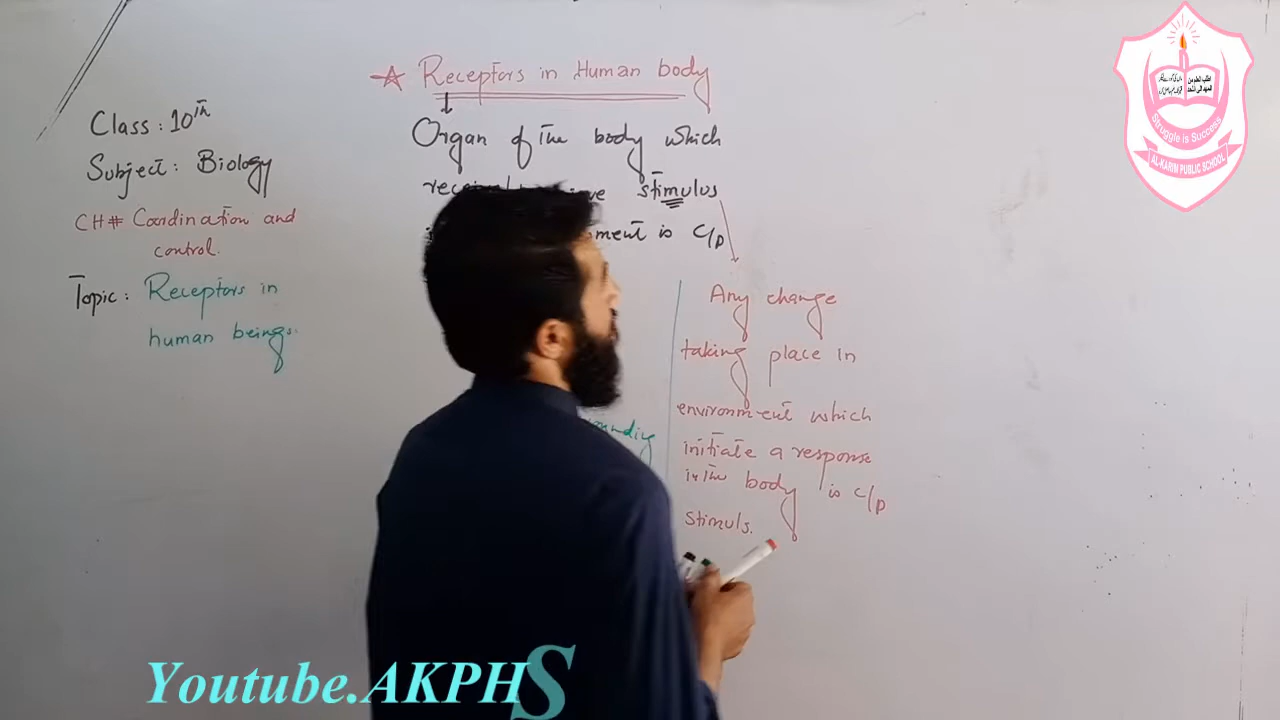 Class: 10th
Subject: Biology
CH# Coordination and
control.
Topic: Receptors in
human beings.
Receptors in Human body
Organ of the body which
stimulus
is c/p
Any change
taking place in
environment which
initiate a response
in the body is c/p
stimuls.
Struggle is Success
AL-KARIM PUBLIC SCHOOL
Youtube.AKPHS